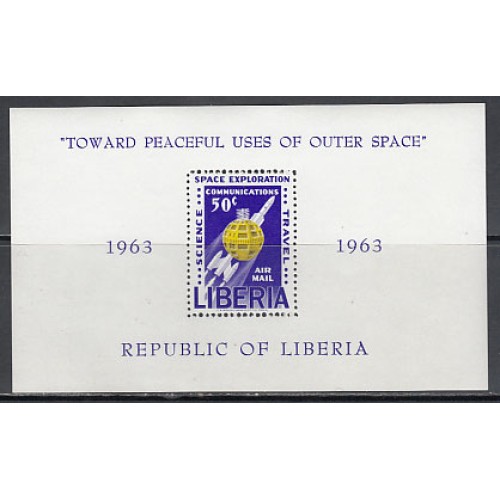 "TOWARD PEACEFUL USES OF OUTER SPACE"
SPACE EXPLORATION
COMMUNICATIONS
50¢
SCIENCE
TRAVEL
1963
1963
AIR
MAIL
LIBERIA
REPUBLIC OF LIBERIA